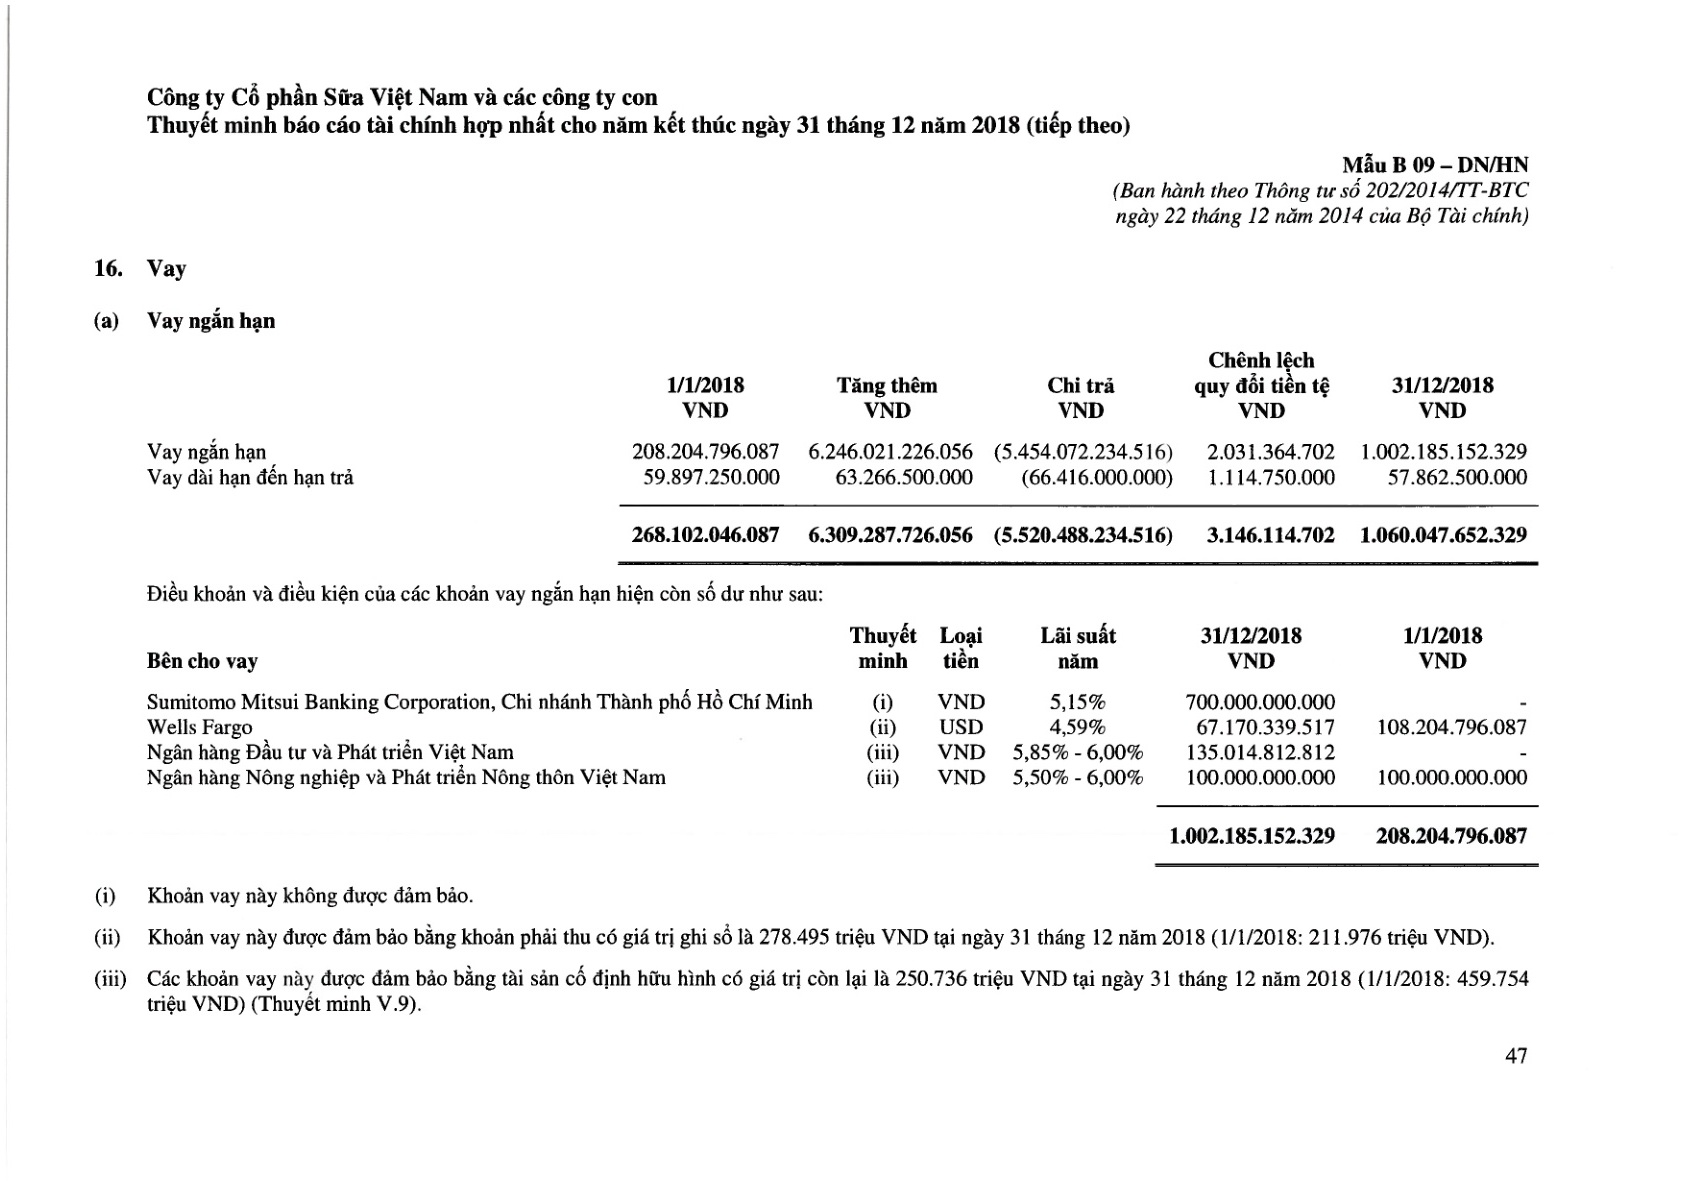 Công ty Cổ phần Sữa Việt Nam và các công ty con
Thuyết minh báo cáo tài chính hợp nhất cho năm kết thúc ngày 31 tháng 12 năm 2018 (tiếp theo)
Mẫu B 09 – DN/HN
(Ban hành theo Thông tư số 202/2014/TT-BTC
ngày 22 tháng 12 năm 2014 của Bộ Tài chính)
16. Vay
(a) Vay ngắn hạn
Chênh lệch
1/1/2018 Tăng thêm Chi trả quy đổi tiền tệ 31/12/2018
VND VND VND VND VND
Vay ngắn hạn 208.204.796.087 6.246.021.226.056 (5.454.072.234.516) 2.031.364.702 1.002.185.152.329
Vay dài hạn đến hạn trả 59.897.250.000 63.266.500.000 (66.416.000.000) 1.114.750.000 57.862.500.000
268.102.046.087 6.309.287.726.056 (5.520.488.234.516) 3.146.114.702 1.060.047.652.329
Điều khoản và điều kiện của các khoản vay ngắn hạn hiện còn số dư như sau:
Thuyết Loại Lãi suất 31/12/2018 1/1/2018
Bên cho vay minh tiền năm VND VND
Sumitomo Mitsui Banking Corporation, Chi nhánh Thành phố Hồ Chí Minh (i) VND 5,15% 700.000.000.000 -
Wells Fargo (ii) USD 4,59% 67.170.339.517 108.204.796.087
Ngân hàng Đầu tư và Phát triển Việt Nam (iii) VND 5,85% - 6,00% 135.014.812.812 -
Ngân hàng Nông nghiệp và Phát triển Nông thôn Việt Nam (iii) VND 5,50% - 6,00% 100.000.000.000 100.000.000.000
1.002.185.152.329 208.204.796.087
(i) Khoản vay này không được đảm bảo.
(ii) Khoản vay này được đảm bảo bằng khoản phải thu có giá trị ghi sổ là 278.495 triệu VND tại ngày 31 tháng 12 năm 2018 (1/1/2018: 211.976 triệu VND).
(iii) Các khoản vay này được đảm bảo bằng tài sản cố định hữu hình có giá trị còn lại là 250.736 triệu VND tại ngày 31 tháng 12 năm 2018 (1/1/2018: 459.754
triệu VND) (Thuyết minh V.9).
47